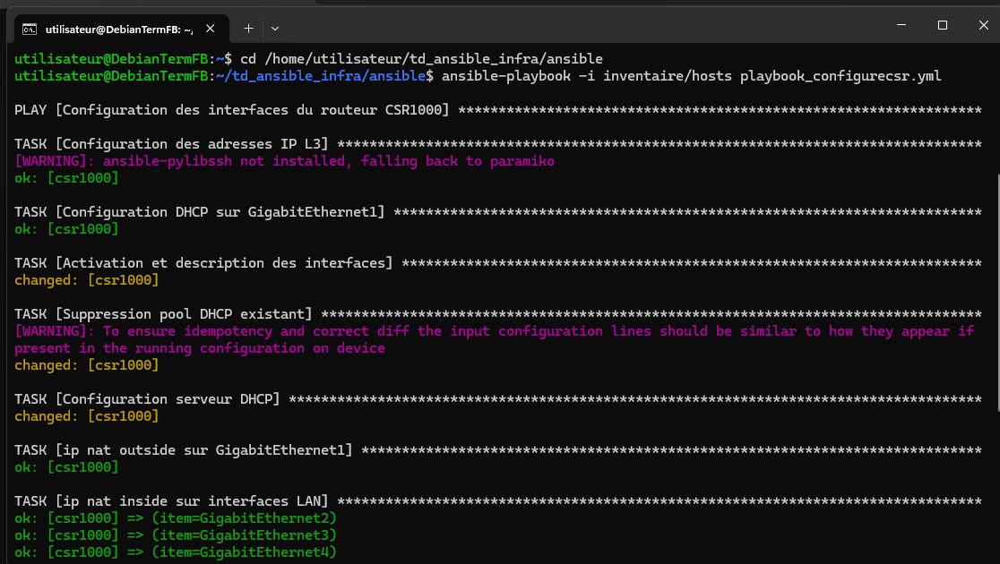 utilisateur@DebianTermFB: ~,
utilisateur@DebianTermFB:~$ cd /home/utilisateur/td_ansible_infra/ansible
utilisateur@DebianTermFB:~/td_ansible_infra/ansible$ ansible-playbook -i inventaire/hosts playbook_configurecsr.yml
PLAY [Configuration des interfaces du routeur CSR1000] *****************************************************************
TASK [Configuration des adresses IP L3] ********************************************************************************
[WARNING]: ansible-pylibssh not installed, falling back to paramiko
ok: [csr1000]
TASK [Configuration DHCP sur GigabitEthernet1] *************************************************************************
ok: [csr1000]
TASK [Activation et description des interfaces] ************************************************************************
changed: [csr1000]
TASK [Suppression pool DHCP existant] **********************************************************************************
[WARNING]: To ensure idempotency and correct diff the input configuration lines should be similar to how they appear if
present in the running configuration on device
changed: [csr1000]
TASK [Configuration serveur DHCP] **************************************************************************************
changed: [csr1000]
TASK [ip nat outside sur GigabitEthernet1] *****************************************************************************
ok: [csr1000]
TASK [ip nat inside sur interfaces LAN] ********************************************************************************
ok: [csr1000] => (item=GigabitEthernet2)
ok: [csr1000] => (item=GigabitEthernet3)
ok: [csr1000] => (item=GigabitEthernet4)